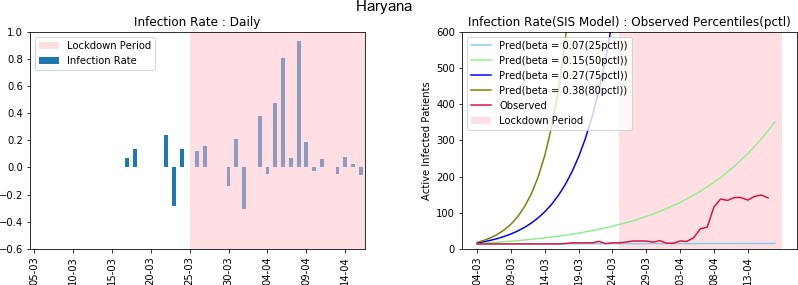 Haryana
Infection Rate : Daily
Lockdown Period
Infection Rate
1.0
0.8
0.6
0.4
0.2
0.0
−0.2
−0.4
−0.6
05-03
10-03
15-03
20-03
25-03
30-03
04-04
09-04
14-04
Infection Rate(SIS Model) : Observed Percentiles(pctl)
Pred(beta = 0.07(25pctl))
Pred(beta = 0.15(50pctl))
Pred(beta = 0.27(75pctl))
Pred(beta = 0.38(80pctl))
Observed
Lockdown Period
Active Infected Patients
600
500
400
300
200
100
0
04-03
09-03
14-03
19-03
24-03
29-03
03-04
08-04
13-04